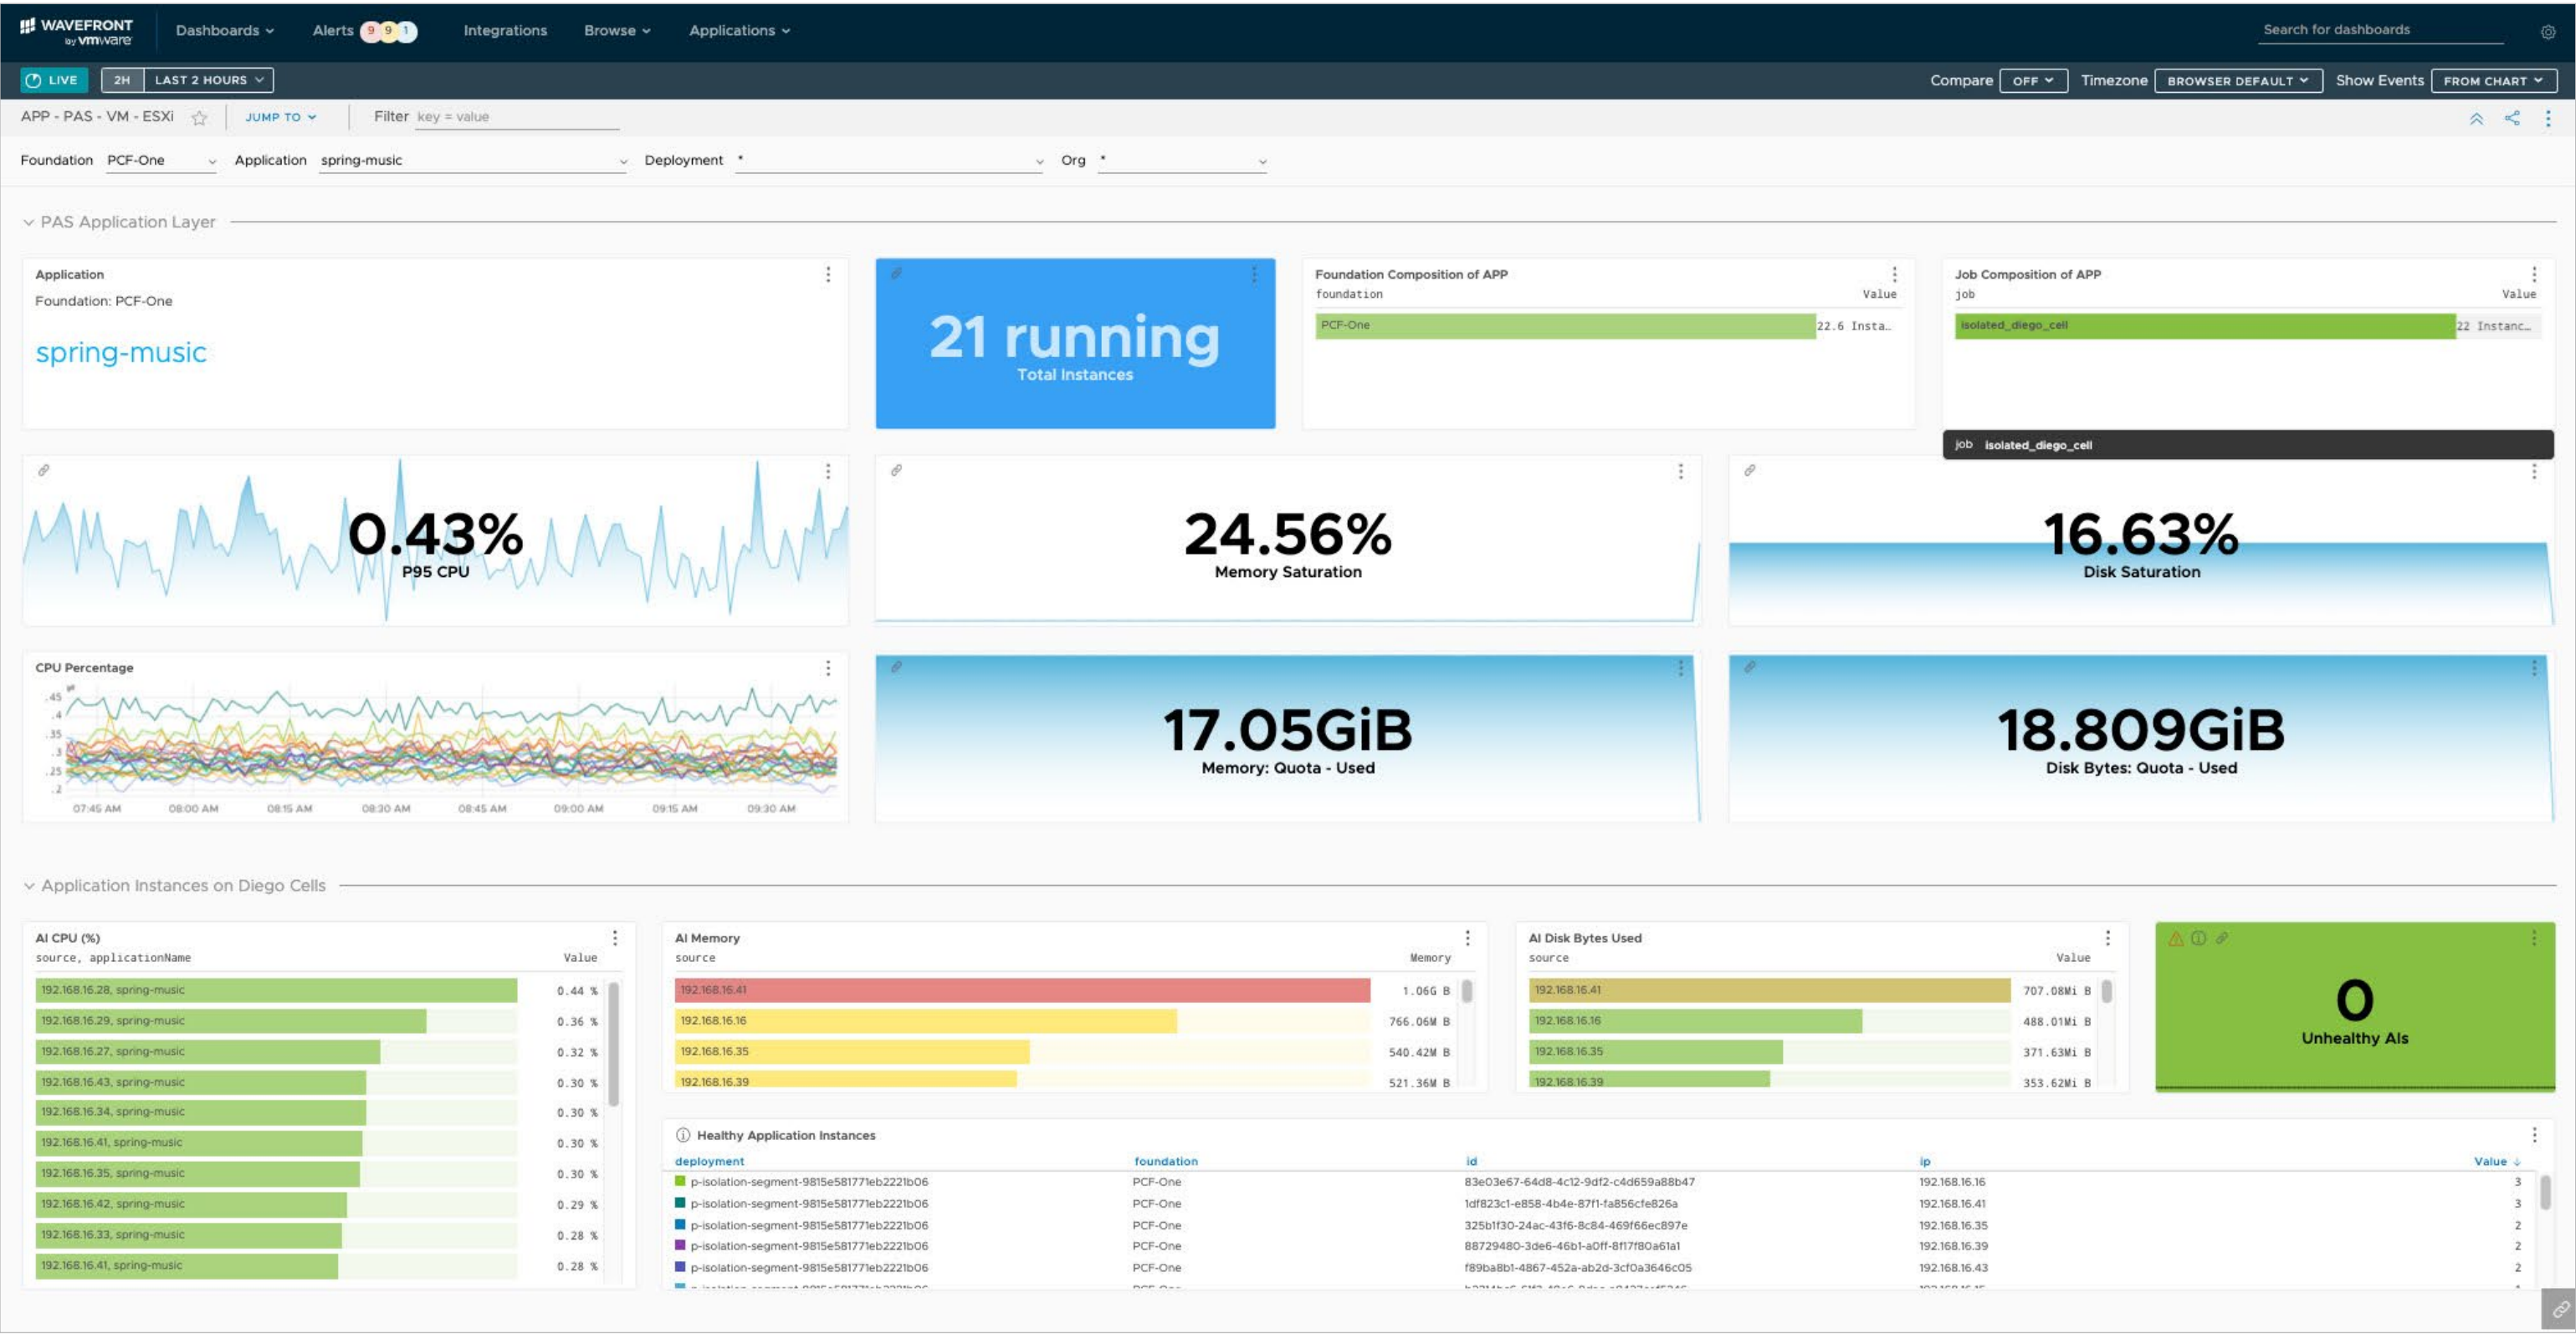 WAVEFRONT
by vmware
Dashboards
Alerts 9 9 1
Integrations
Browse
Applications
Search for dashboards
LIVE
2H
LAST 2 HOURS
Compare OFF
Timezone BROWSER DEFAULT
Show Events FROM CHART
APP - PAS - VM - ESXi
JUMP TO
Filter key = value
Foundation PCF-One
Application spring-music
Deployment *
Org *
PAS Application Layer
Application
Foundation: PCF-One
spring-music
21 running
Total Instances
Foundation Composition of APP
foundation Value
PCF-One 22.6 Insta…
Job Composition of APP
job Value
isolated_diego_cell 22 Instanc…
job isolated_diego_cell
0.43%
P95 CPU
24.56%
Memory Saturation
16.63%
Disk Saturation
CPU Percentage
.45
.4
.35
.3
.25
.2
07:45 AM 08:00 AM 08:15 AM 08:30 AM 08:45 AM 09:00 AM 09:15 AM 09:30 AM
17.05GiB
Memory: Quota - Used
18.809GiB
Disk Bytes: Quota - Used
Application Instances on Diego Cells
AI CPU (%)
source, applicationName Value
192.168.16.28, spring-music 0.44 %
192.168.16.29, spring-music 0.36 %
192.168.16.27, spring-music 0.32 %
192.168.16.43, spring-music 0.30 %
192.168.16.34, spring-music 0.30 %
192.168.16.41, spring-music 0.30 %
192.168.16.35, spring-music 0.30 %
192.168.16.42, spring-music 0.29 %
192.168.16.33, spring-music 0.28 %
192.168.16.41, spring-music 0.28 %
AI Memory
source Memory
192.168.16.41 1.06G B
192.168.16.16 766.06M B
192.168.16.35 540.42M B
192.168.16.39 521.36M B
AI Disk Bytes Used
source Value
192.168.16.41 707.08Mi B
192.168.16.16 488.01Mi B
192.168.16.35 371.63Mi B
192.168.16.39 353.62Mi B
0
Unhealthy AIs
Healthy Application Instances
deployment foundation id ip Value
p-isolation-segment-9815e581771eb2221b06 PCF-One 83e03e67-64d8-4c12-9df2-c4d659a88b47 192.168.16.16 3
p-isolation-segment-9815e581771eb2221b06 PCF-One 1df823c1-e858-4b4e-87f1-fa856cfe826a 192.168.16.41 3
p-isolation-segment-9815e581771eb2221b06 PCF-One 325b1f30-24ac-43f6-8c84-469f66ec897e 192.168.16.35 2
p-isolation-segment-9815e581771eb2221b06 PCF-One 88729480-3de6-46b1-a0ff-8f17f80a61a1 192.168.16.39 2
p-isolation-segment-9815e581771eb2221b06 PCF-One f89ba8b1-4867-452a-ab2d-3cf0a3646c05 192.168.16.43 2